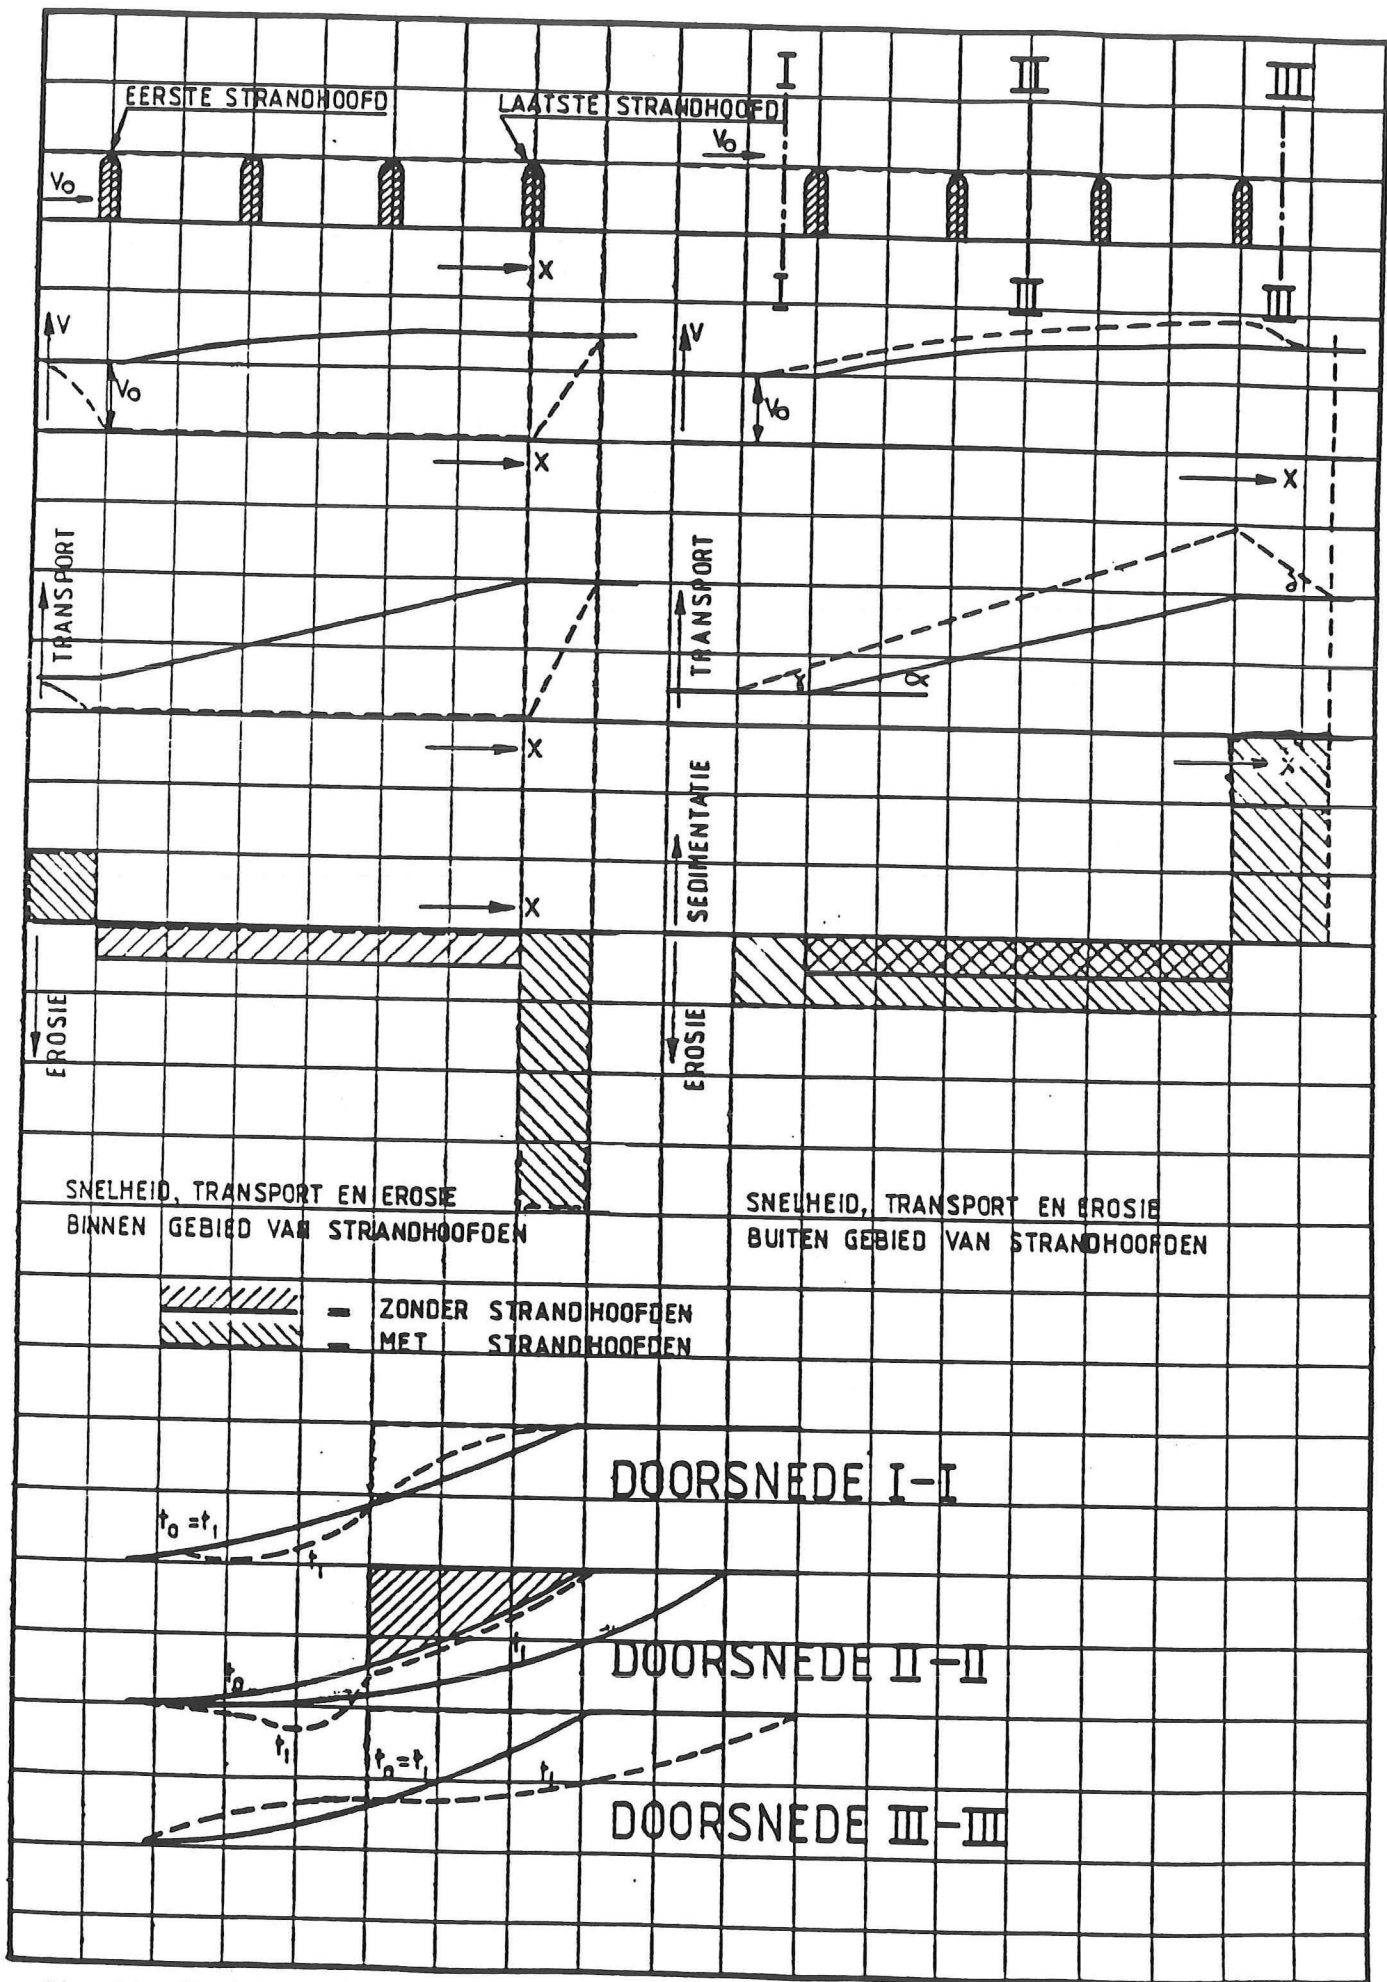 I
II
III
EERSTE STRANDHOOFD
LAATSTE STRANDHOOFD
V₀
V₀
X
I
II
III
V
V₀
V
V₀
X
X
TRANSPORT
TRANSPORT
γ
α
X
X
SEDIMENTATIE
X
EROSIE
EROSIE
SNELHEID, TRANSPORT EN EROSIE
BINNEN GEBIED VAN STRANDHOOFDEN
SNELHEID, TRANSPORT EN EROSIE
BUITEN GEBIED VAN STRANDHOOFDEN
= ZONDER STRANDHOOFDEN
= MET STRANDHOOFDEN
DOORSNEDE I-I
t₀ = t₁
t₁
DOORSNEDE II-II
t₀
t₁
t₁
DOORSNEDE III-III
t₀ = t₁
t₁